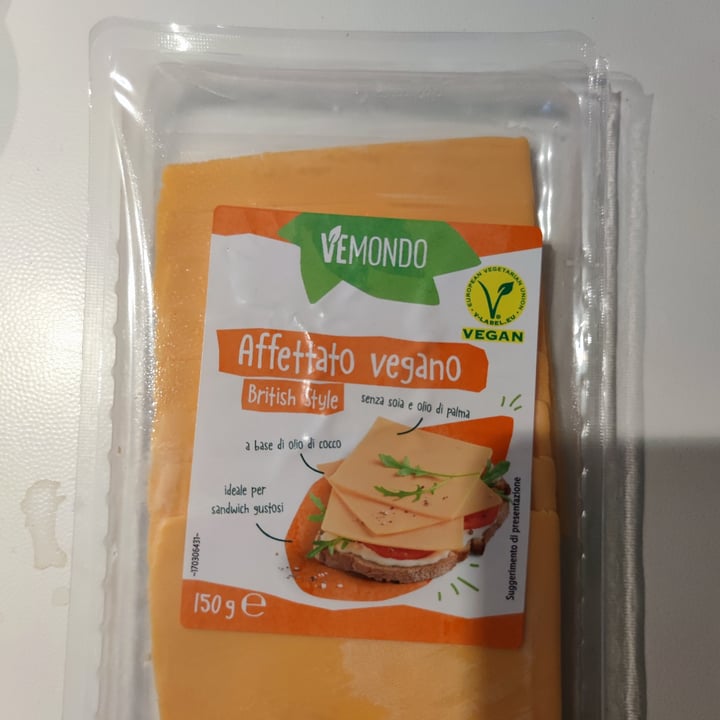 VEMONDO
EUROPEAN VEGETARIAN UNION
V-LABEL.EU
VEGAN
Affettato vegano
British Style
senza soia e olio di palma
a base di olio di cocco
ideale per
sandwich gustosi
Suggerimento di presentazione
-170306431-
150 g e